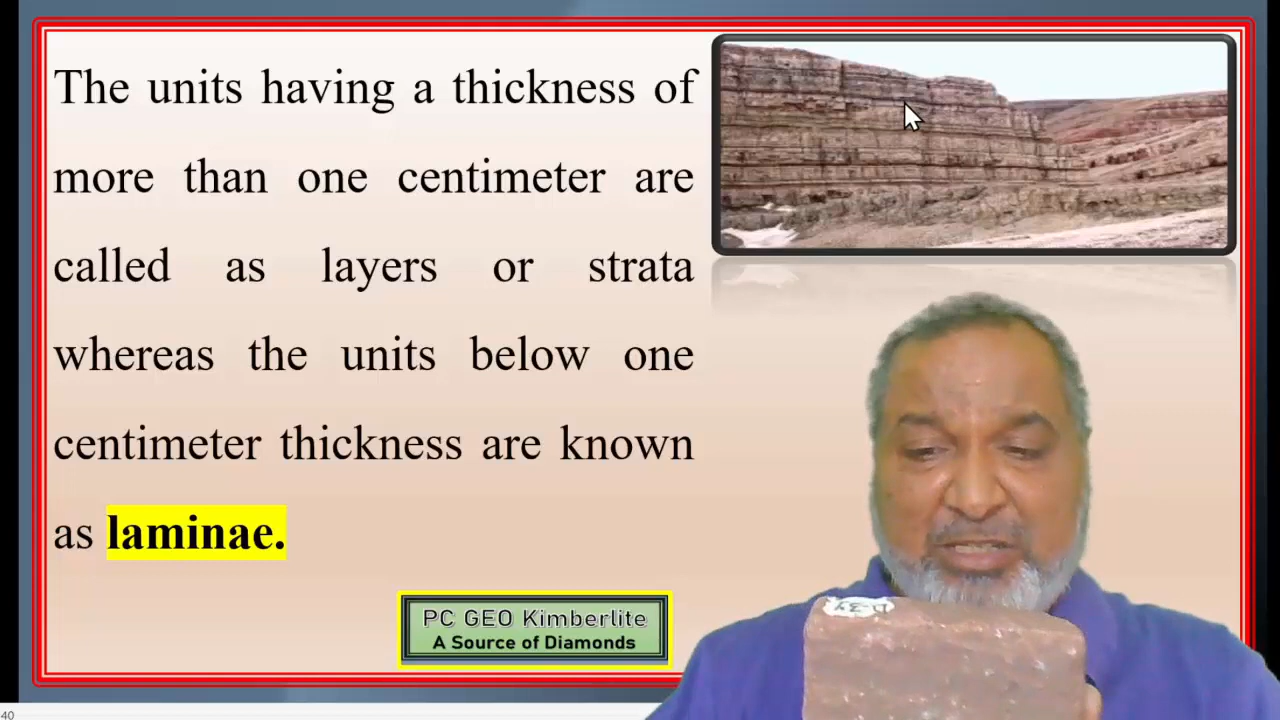 The units having a thickness of
more than one centimeter are
called as layers or strata
whereas the units below one
centimeter thickness are known
as laminae.
PC GEO Kimberlite
A Source of Diamonds
40